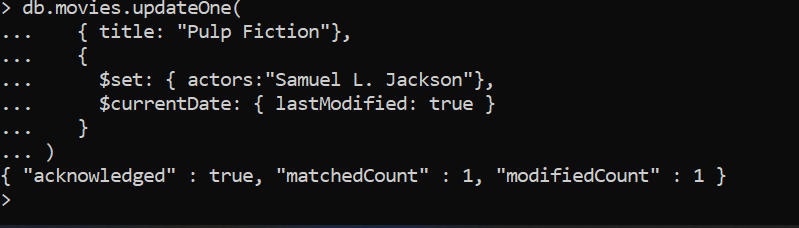 > db.movies.updateOne(
...     { title: "Pulp Fiction"},
...     {
...       $set: { actors:"Samuel L. Jackson"},
...       $currentDate: { lastModified: true }
...     }
... )
{ "acknowledged" : true, "matchedCount" : 1, "modifiedCount" : 1 }
>